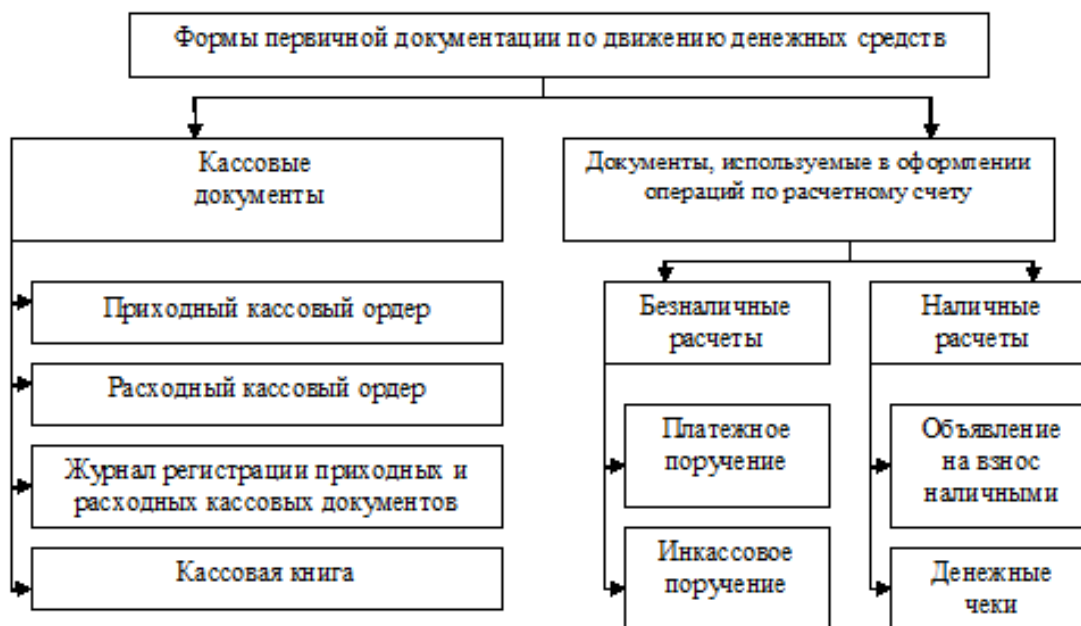 Формы первичной документации по движению денежных средств
Кассовые
документы
Приходный кассовый ордер
Расходный кассовый ордер
Журнал регистрации приходных и
расходных кассовых документов
Кассовая книга
Документы, используемые в оформлении
операций по расчетному счету
Безналичные
расчеты
Платежное
поручение
Инкассовое
поручение
Наличные
расчеты
Объявление
на взнос
наличными
Денежные
чеки